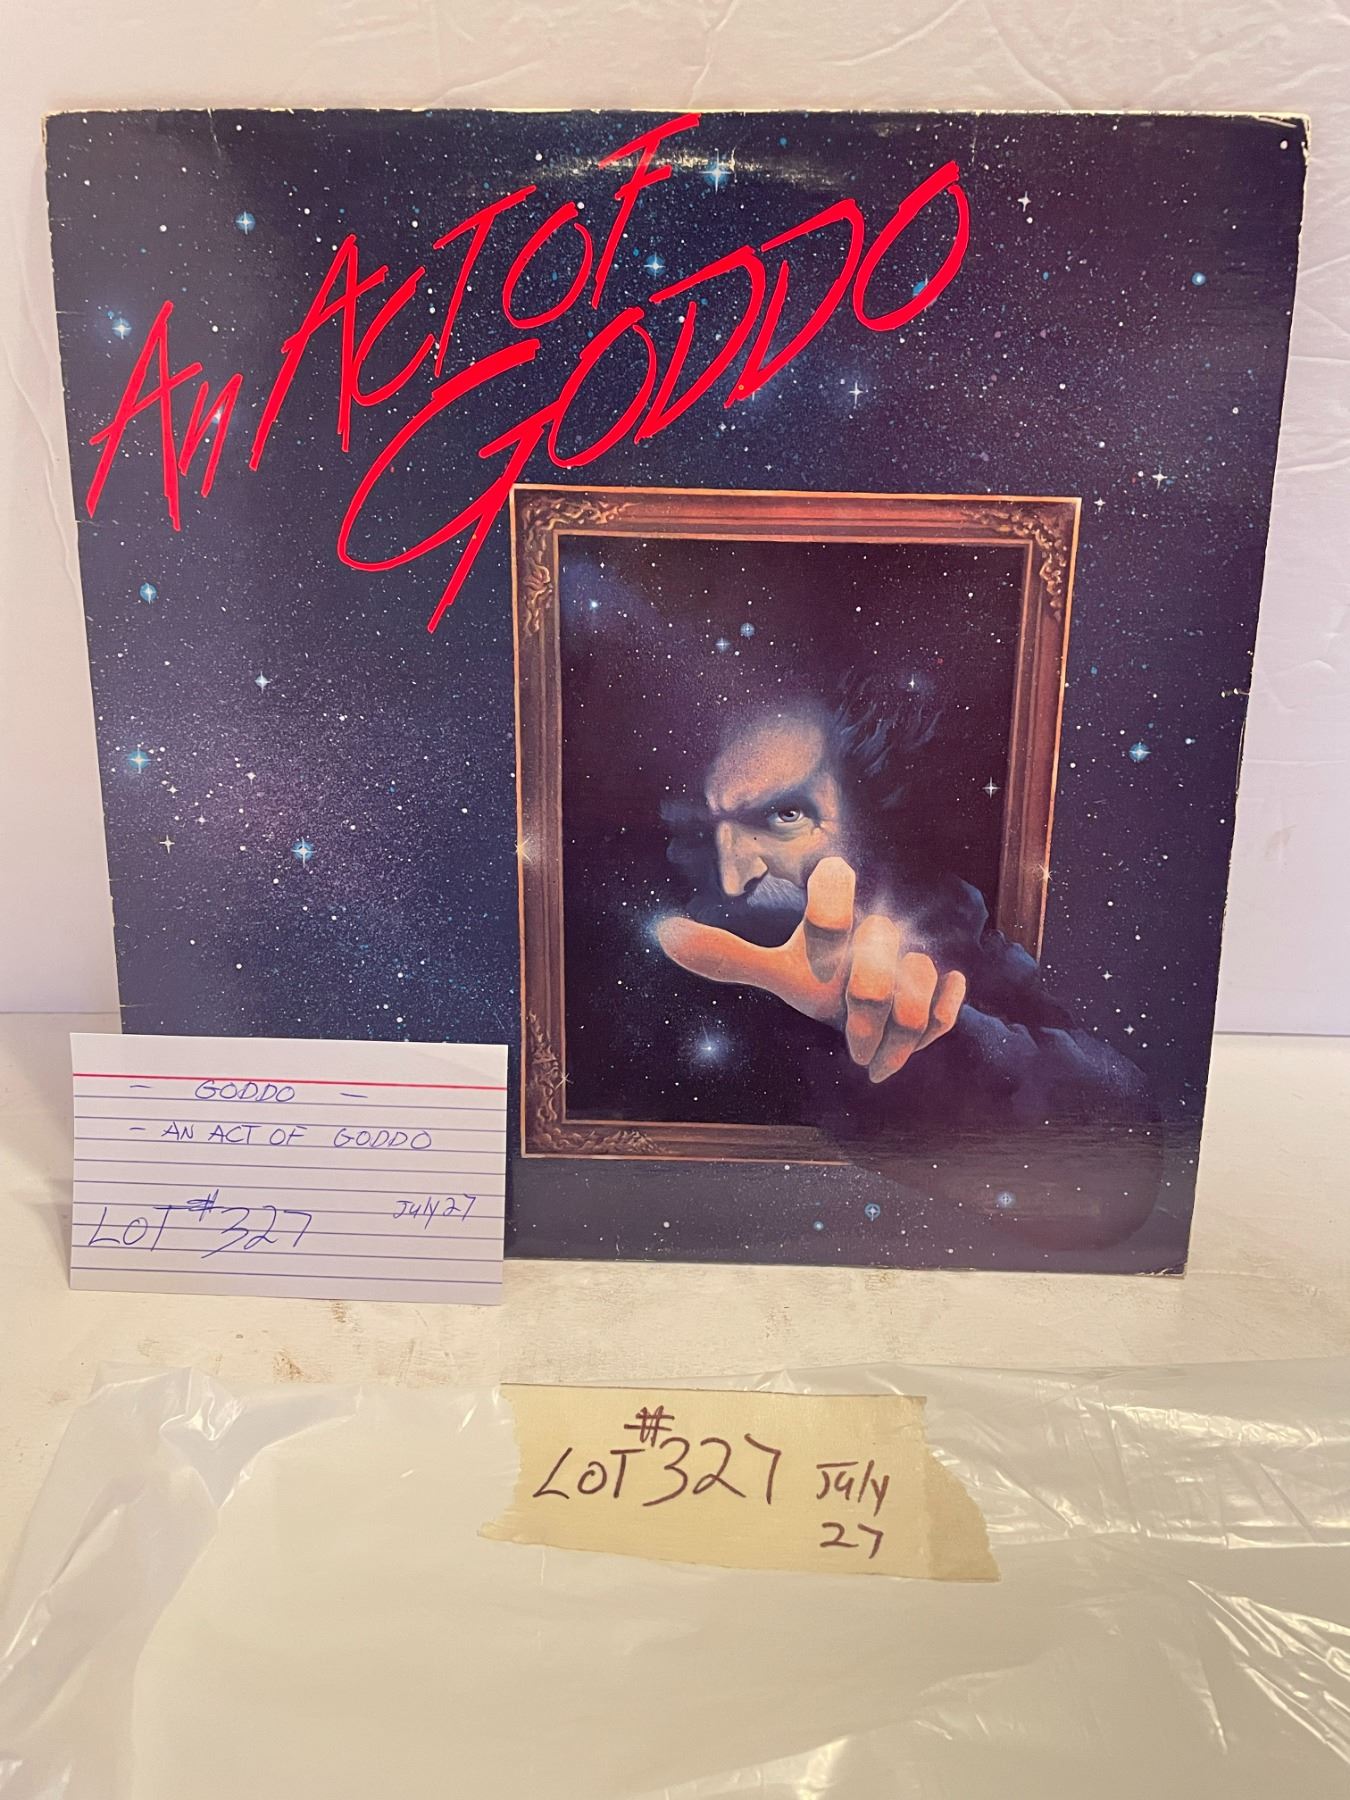 An ACT OF
GODDO
- GODDO -
- AN ACT OF GODDO
LOT #327 July 27
LOT #327 July
27